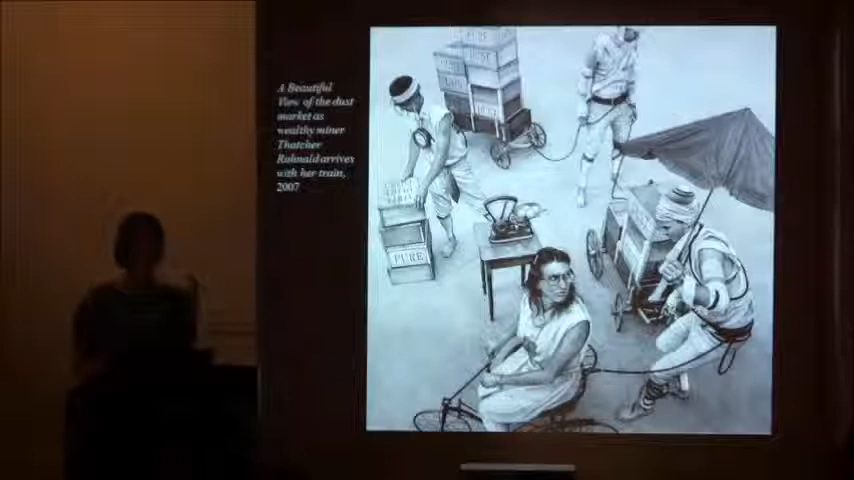 A Beautiful
View of the dust
market as
wealthy miner
Thatcher
Rohnald arrives
with her train,
2007
PURE
PURE